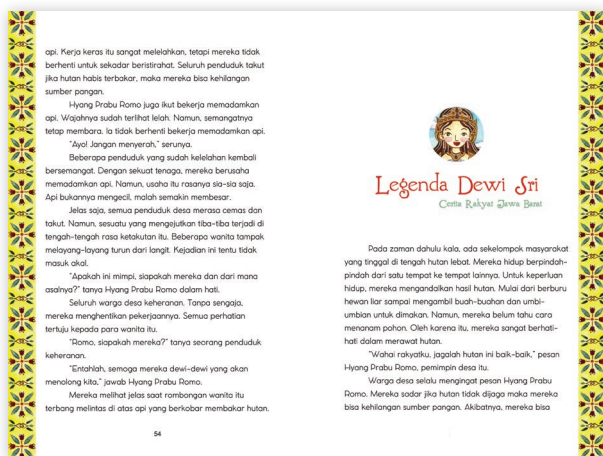 api. Kerja keras itu sangat melelahkan, tetapi mereka tidak
berhenti untuk sekadar beristirahat. Seluruh penduduk takut
jika hutan habis terbakar, maka mereka bisa kehilangan
sumber pangan.
Hyang Prabu Romo juga ikut bekerja memadamkan
api. Wajahnya sudah terlihat lelah. Namun, semangatnya
tetap membara. Ia tidak berhenti bekerja memadamkan api.
"Ayo! Jangan menyerah," serunya.
Beberapa penduduk yang sudah kelelahan kembali
bersemangat. Dengan sekuat tenaga, mereka berusaha
memadamkan api. Namun, usaha itu rasanya sia-sia saja.
Api bukannya mengecil, malah semakin membesar.
Jelas saja, semua penduduk desa merasa cemas dan
takut. Namun, sesuatu yang mengejutkan tiba-tiba terjadi di
tengah-tengah rasa ketakutan itu. Beberapa wanita tampak
melayang-layang turun dari langit. Kejadian ini tentu tidak
masuk akal.
"Apakah ini mimpi, siapakah mereka dan dari mana
asalnya?" tanya Hyang Prabu Romo dalam hati.
Seluruh warga desa keheranan. Tanpa sengaja,
mereka menghentikan pekerjaannya. Semua perhatian
tertuju kepada para wanita itu.
"Romo, siapakah mereka?" tanya seorang penduduk
keheranan.
"Entahlah, semoga mereka dewi-dewi yang akan
menolong kita," jawab Hyang Prabu Romo.
Mereka melihat jelas saat rombongan wanita itu
terbang melintas di atas api yang berkobar membakar hutan.
54
Legenda Dewi Sri
Cerita Rakyat Jawa Barat
Pada zaman dahulu kala, ada sekelompok masyarakat
yang tinggal di tengah hutan lebat. Mereka hidup berpindah-
pindah dari satu tempat ke tempat lainnya. Untuk keperluan
hidup, mereka mengandalkan hasil hutan. Mulai dari berburu
hewan liar sampai mengambil buah-buahan dan umbi-
umbian untuk dimakan. Namun, mereka belum tahu cara
menanam pohon. Oleh karena itu, mereka sangat berhati-
hati dalam merawat hutan.
"Wahai rakyatku, jagalah hutan ini baik-baik," pesan
Hyang Prabu Romo, pemimpin desa itu.
Warga desa selalu mengingat pesan Hyang Prabu
Romo. Mereka sadar jika hutan tidak dijaga maka mereka
bisa kehilangan sumber pangan. Akibatnya, mereka bisa